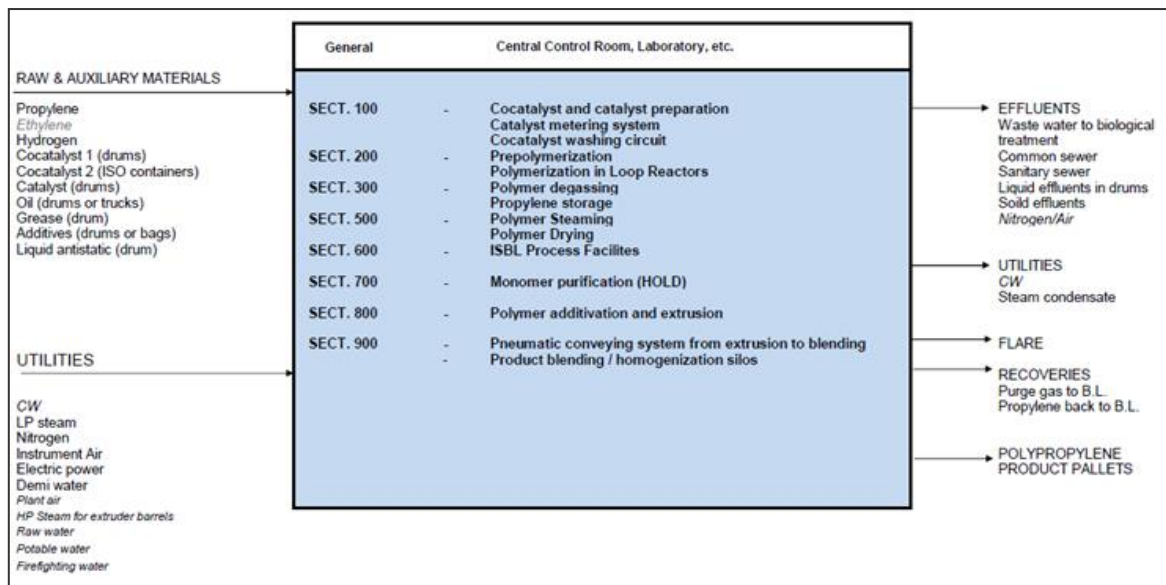 General Central Control Room, Laboratory, etc.
RAW & AUXILIARY MATERIALS
Propylene
Ethylene
Hydrogen
Cocatalyst 1 (drums)
Cocatalyst 2 (ISO containers)
Catalyst (drums)
Oil (drums or trucks)
Grease (drum)
Additives (drums or bags)
Liquid antistatic (drum)
UTILITIES
CW
LP steam
Nitrogen
Instrument Air
Electric power
Demi water
Plant air
HP Steam for extruder barrels
Raw water
Potable water
Firefighting water
SECT. 100 - Cocatalyst and catalyst preparation
Catalyst metering system
Cocatalyst washing circuit
SECT. 200 - Prepolymerization
Polymerization in Loop Reactors
SECT. 300 - Polymer degassing
Propylene storage
SECT. 500 - Polymer Steaming
Polymer Drying
SECT. 600 - ISBL Process Facilites
SECT. 700 - Monomer purification (HOLD)
SECT. 800 - Polymer additivation and extrusion
SECT. 900 - Pneumatic conveying system from extrusion to blending
- Product blending / homogenization silos
EFFLUENTS
Waste water to biological
treatment
Common sewer
Sanitary sewer
Liquid effluents in drums
Soild effluents
Nitrogen/Air
UTILITIES
CW
Steam condensate
FLARE
RECOVERIES
Purge gas to B.L.
Propylene back to B.L.
POLYPROPYLENE
PRODUCT PALLETS